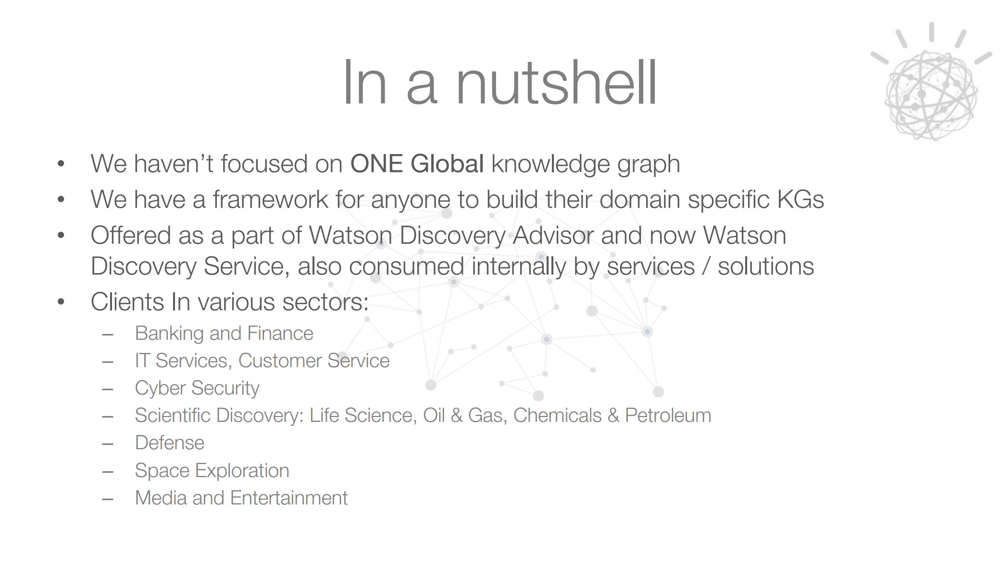 In a nutshell
• We haven’t focused on ONE Global knowledge graph
• We have a framework for anyone to build their domain specific KGs
• Offered as a part of Watson Discovery Advisor and now Watson
Discovery Service, also consumed internally by services / solutions
• Clients In various sectors:
– Banking and Finance
– IT Services, Customer Service
– Cyber Security
– Scientific Discovery: Life Science, Oil & Gas, Chemicals & Petroleum
– Defense
– Space Exploration
– Media and Entertainment